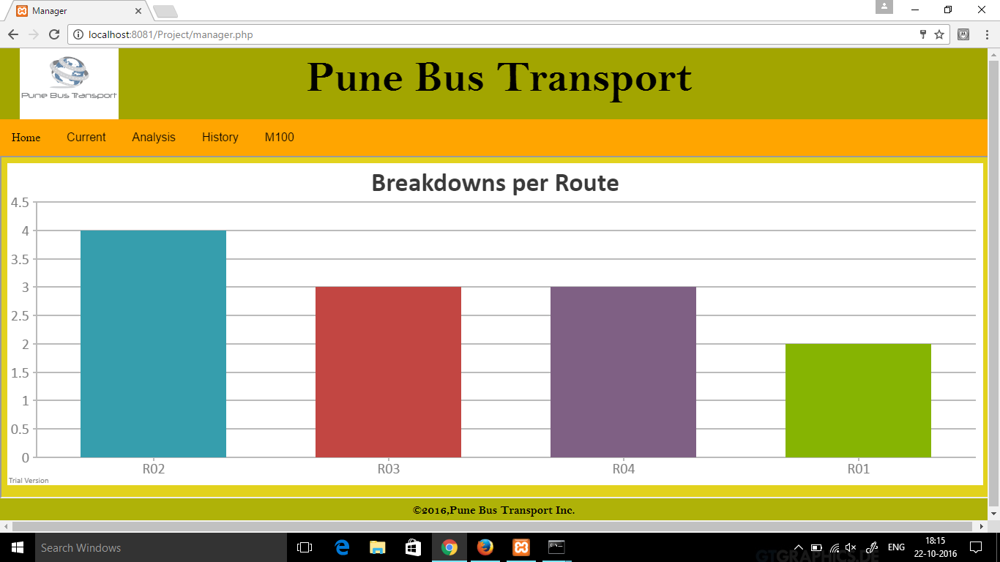 Manager
localhost:8081/Project/manager.php
Pune Bus Transport
Pune Bus Transport
Home Current Analysis History M100
Breakdowns per Route
4.5
4
3.5
3
2.5
2
1.5
1
0.5
0
R02 R03 R04 R01
Trial Version
©2016,Pune Bus Transport Inc.
Search Windows
ENG
18:15
22-10-2016
GTGRAPHICS.DE